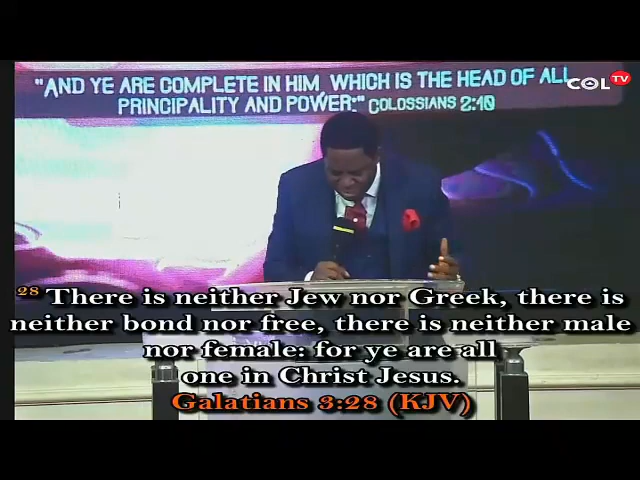 "AND YE ARE COMPLETE IN HIM, WHICH IS THE HEAD OF ALL
PRINCIPALITY AND POWER:" COLOSSIANS 2:10
COL TV
28 There is neither Jew nor Greek, there is
neither bond nor free, there is neither male
nor female: for ye are all
one in Christ Jesus.
Galatians 3:28 (KJV)